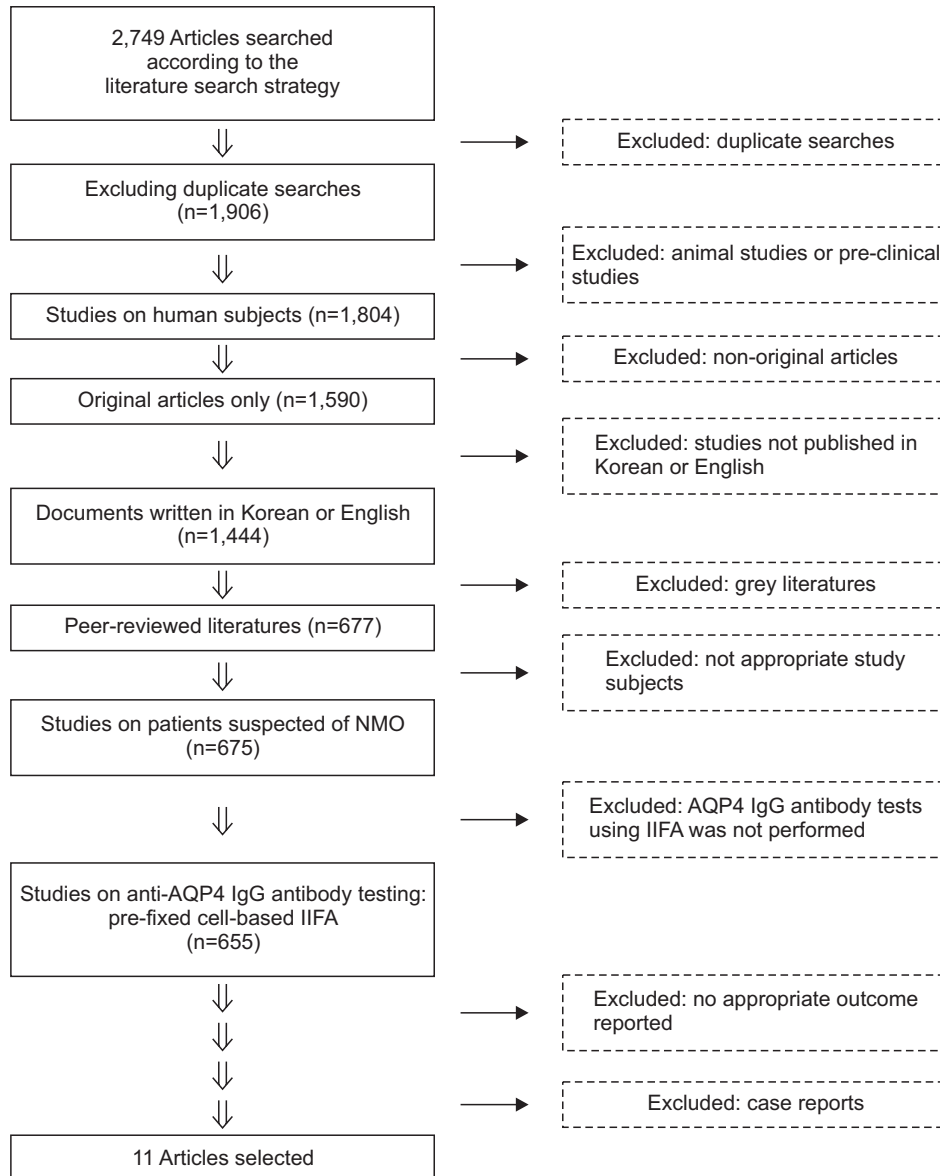 2,749 Articles searched
according to the
literature search strategy
Excluded: duplicate searches
Excluding duplicate searches
(n=1,906)
Excluded: animal studies or pre-clinical
studies
Studies on human subjects (n=1,804)
Excluded: non-original articles
Original articles only (n=1,590)
Excluded: studies not published in
Korean or English
Documents written in Korean or English
(n=1,444)
Excluded: grey literatures
Peer-reviewed literatures (n=677)
Excluded: not appropriate study
subjects
Studies on patients suspected of NMO
(n=675)
Excluded: AQP4 IgG antibody tests
using IIFA was not performed
Studies on anti-AQP4 IgG antibody testing:
pre-fixed cell-based IIFA
(n=655)
Excluded: no appropriate outcome
reported
Excluded: case reports
11 Articles selected